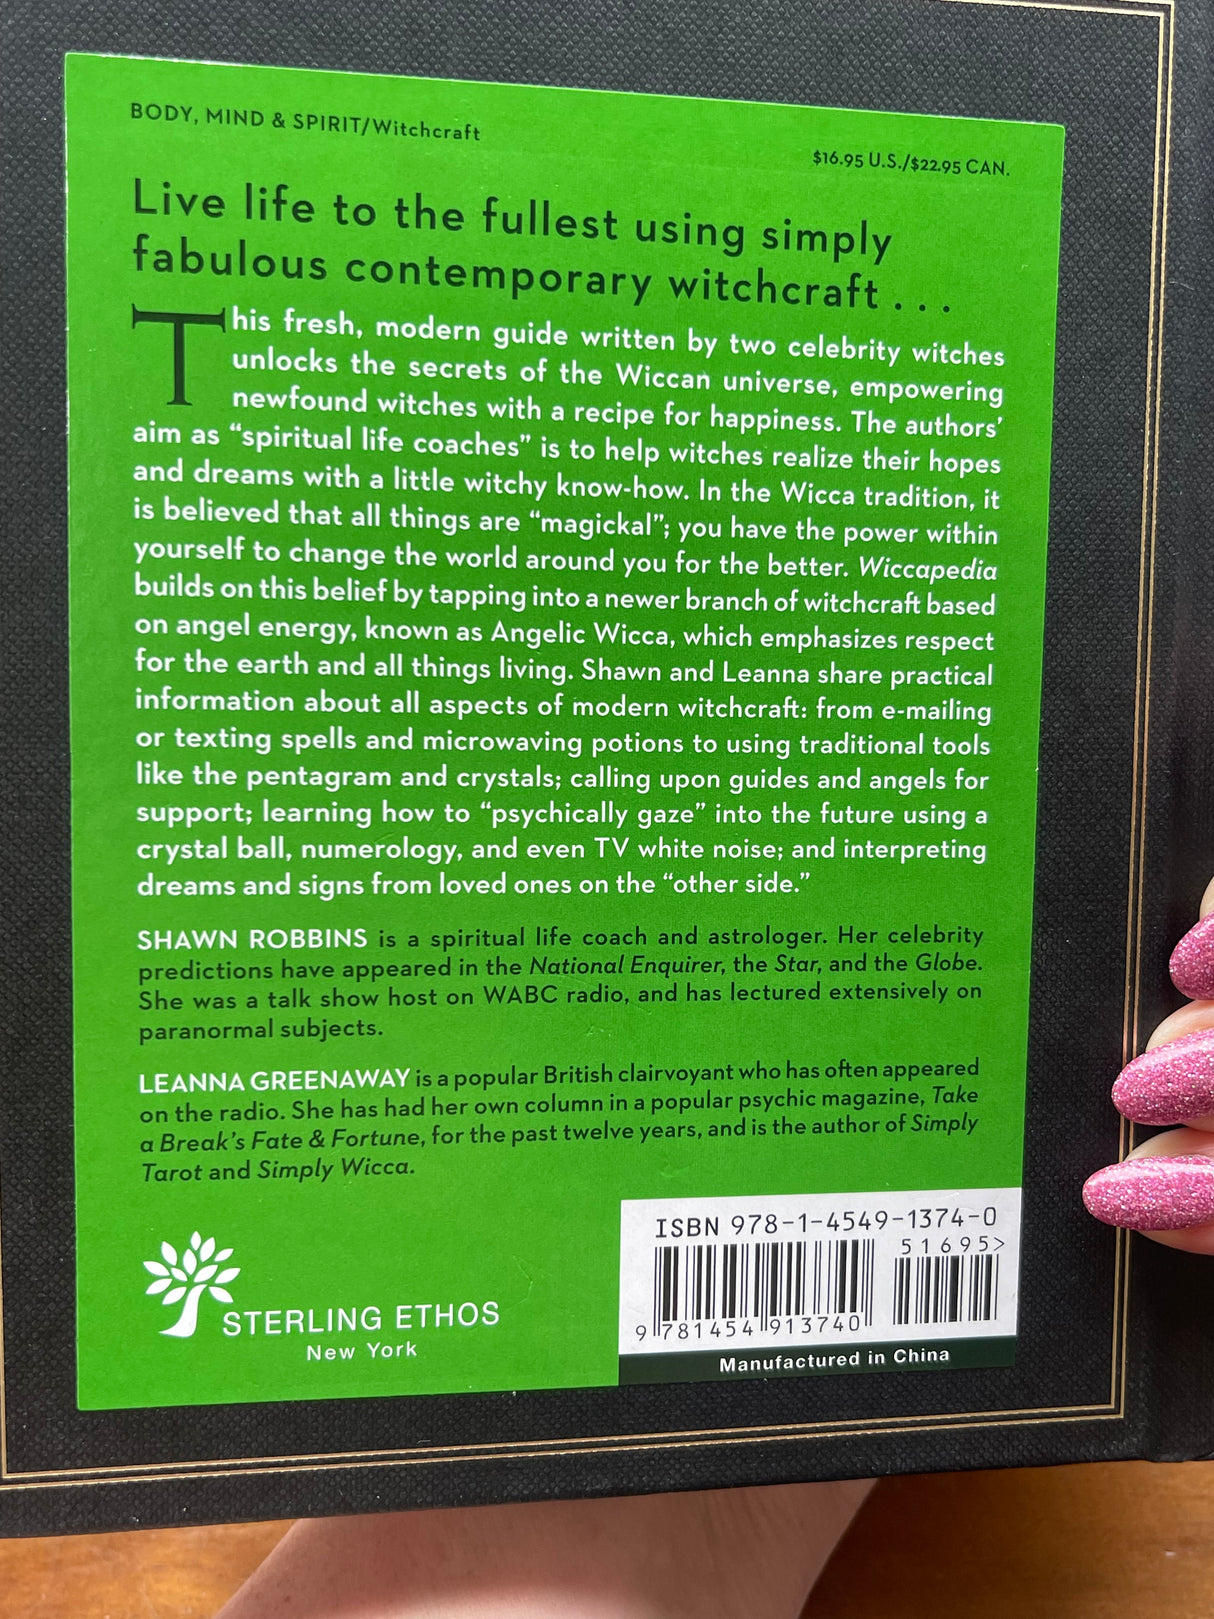 BODY, MIND & SPIRIT/Witchcraft
$16.95 U.S./$22.95 CAN.
Live life to the fullest using simply
fabulous contemporary witchcraft . . .
This fresh, modern guide written by two celebrity witches
unlocks the secrets of the Wiccan universe, empowering
newfound witches with a recipe for happiness. The authors’
aim as “spiritual life coaches” is to help witches realize their hopes
and dreams with a little witchy know-how. In the Wicca tradition, it
is believed that all things are “magickal”; you have the power within
yourself to change the world around you for the better. Wiccapedia
builds on this belief by tapping into a newer branch of witchcraft based
on angel energy, known as Angelic Wicca, which emphasizes respect
for the earth and all things living. Shawn and Leanna share practical
information about all aspects of modern witchcraft: from e-mailing
or texting spells and microwaving potions to using traditional tools
like the pentagram and crystals; calling upon guides and angels for
support; learning how to “psychically gaze” into the future using a
crystal ball, numerology, and even TV white noise; and interpreting
dreams and signs from loved ones on the “other side.”
SHAWN ROBBINS is a spiritual life coach and astrologer. Her celebrity
predictions have appeared in the National Enquirer, the Star, and the Globe.
She was a talk show host on WABC radio, and has lectured extensively on
paranormal subjects.
LEANNA GREENAWAY is a popular British clairvoyant who has often appeared
on the radio. She has had her own column in a popular psychic magazine, Take
a Break’s Fate & Fortune, for the past twelve years, and is the author of Simply
Tarot and Simply Wicca.
STERLING ETHOS
New York
ISBN 978-1-4549-1374-0
51695>
9 781454 913740
Manufactured in China